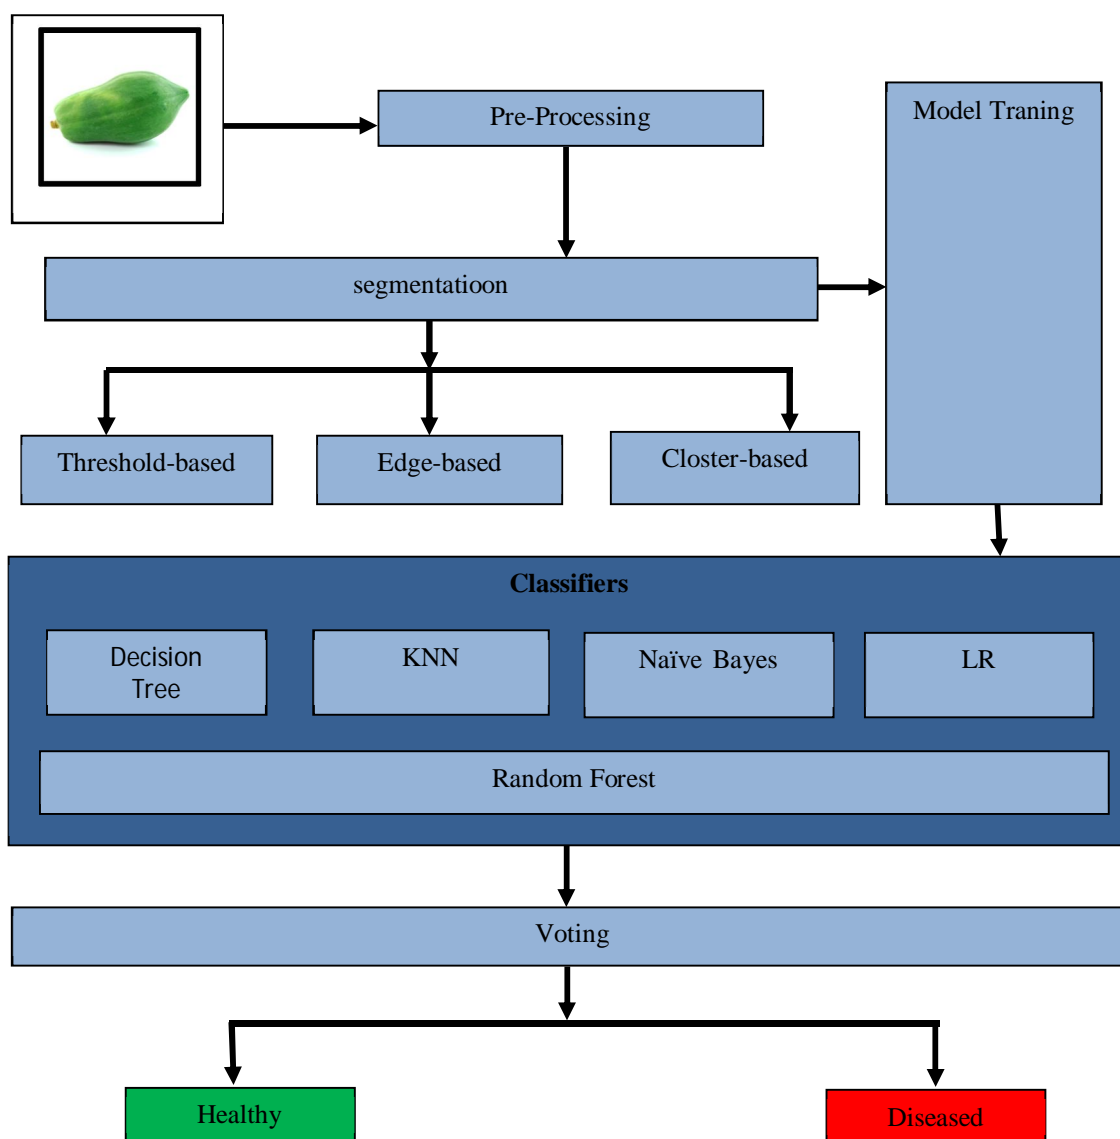 Pre-Processing
Model Traning
segmentatioon
Threshold-based
Edge-based
Closter-based
Classifiers
Decision
Tree
KNN
Naïve Bayes
LR
Random Forest
Voting
Healthy
Diseased